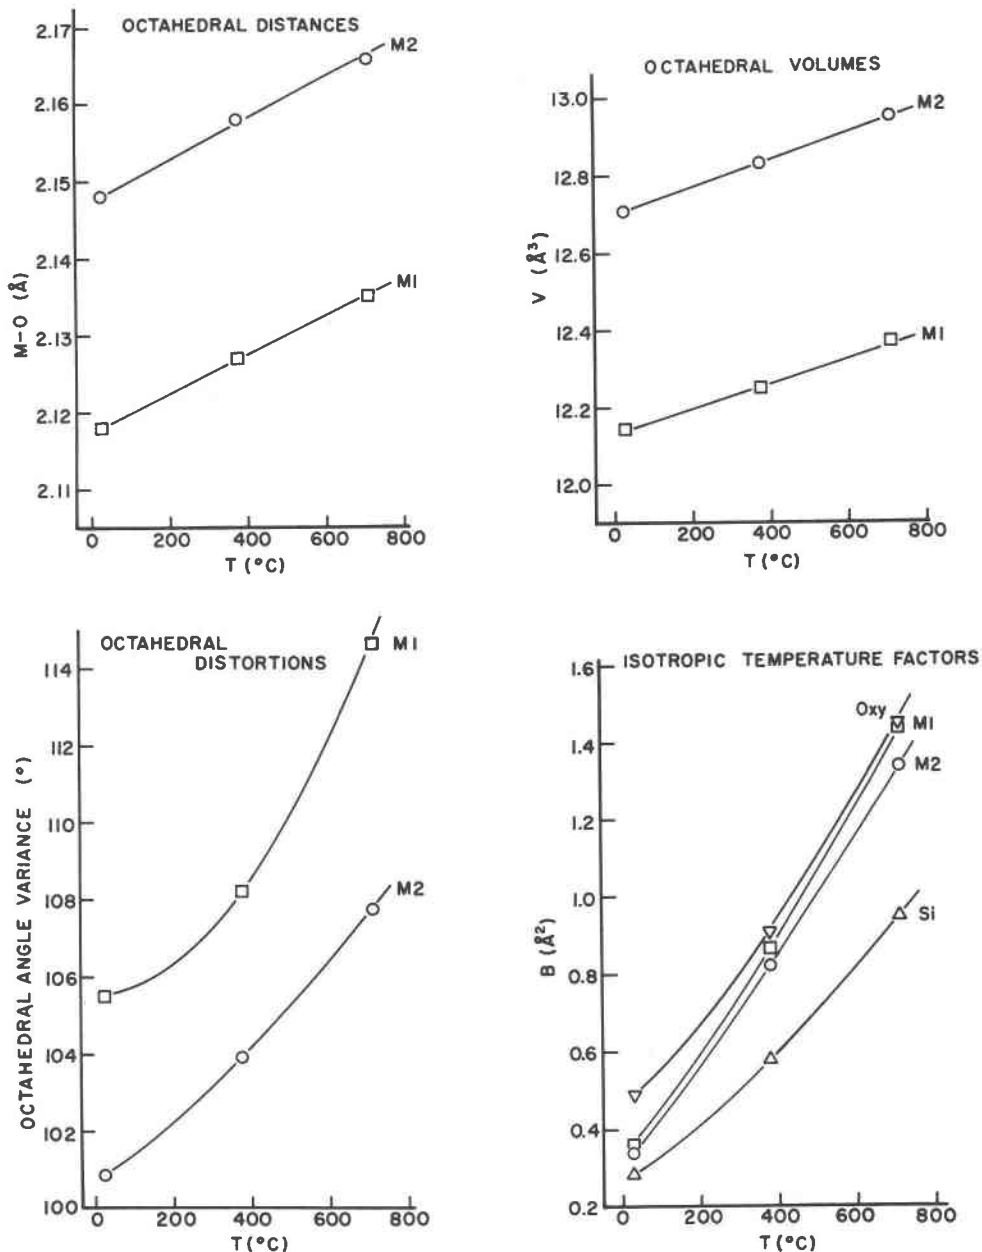 OCTAHEDRAL DISTANCES
2.17
2.16
2.15
2.14
2.13
2.12
2.11
M-O (Å)
M2
M1
0 200 400 600 800
T (°C)
OCTAHEDRAL VOLUMES
13.0
12.8
12.6
12.4
12.2
12.0
V (Å³)
M2
M1
0 200 400 600 800
T (°C)
OCTAHEDRAL
DISTORTIONS
114
112
110
108
106
104
102
100
OCTAHEDRAL ANGLE VARIANCE (°)
M1
M2
0 200 400 600 800
T (°C)
ISOTROPIC TEMPERATURE FACTORS
1.6
1.4
1.2
1.0
0.8
0.6
0.4
0.2
B (Å²)
Oxy
M1
M2
Si
0 200 400 600 800
T (°C)